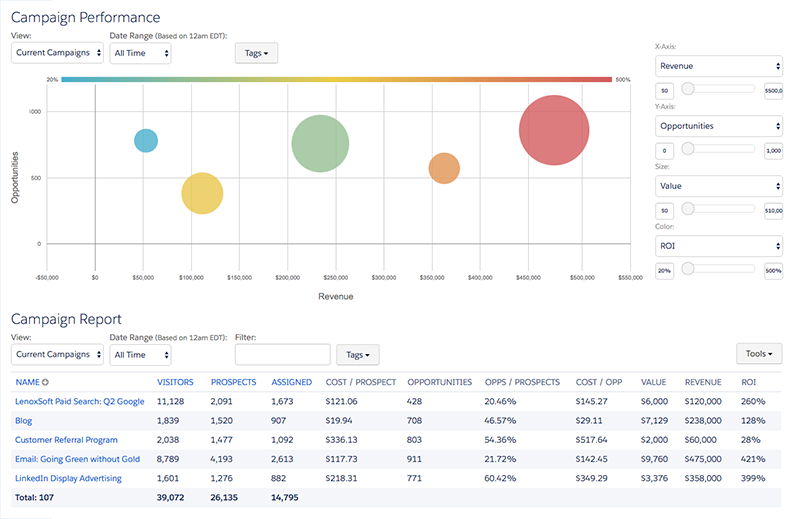 Campaign Performance
View: Date Range (Based on 12am EDT):
Current Campaigns All Time Tags
X-Axis:
Revenue
$0 $500,0
Y-Axis:
Opportunities
0 1,000
Size:
Value
$0 $10,00
Color:
ROI
20% 500%
20% 500%
1000
500
0
Opportunities
-$50,000 $0 $50,000 $100,000 $150,000 $200,000 $250,000 $300,000 $350,000 $400,000 $450,000 $500,000 $550,000
Revenue
Campaign Report
View: Date Range (Based on 12am EDT): Filter:
Current Campaigns All Time Tags Tools
NAME VISITORS PROSPECTS ASSIGNED COST / PROSPECT OPPORTUNITIES OPPS / PROSPECTS COST / OPP VALUE REVENUE ROI
LenoxSoft Paid Search: Q2 Google 11,128 2,091 1,673 $121.06 428 20.46% $145.27 $6,000 $120,000 260%
Blog 1,839 1,520 907 $19.94 708 46.57% $29.11 $7,129 $238,000 128%
Customer Referral Program 2,038 1,477 1,092 $336.13 803 54.36% $517.64 $2,000 $60,000 28%
Email: Going Green without Gold 8,789 4,193 2,613 $117.73 911 21.72% $142.45 $9,760 $475,000 421%
LinkedIn Display Advertising 1,601 1,276 882 $218.31 771 60.42% $349.29 $3,376 $358,000 399%
Total: 107 39,072 26,135 14,795